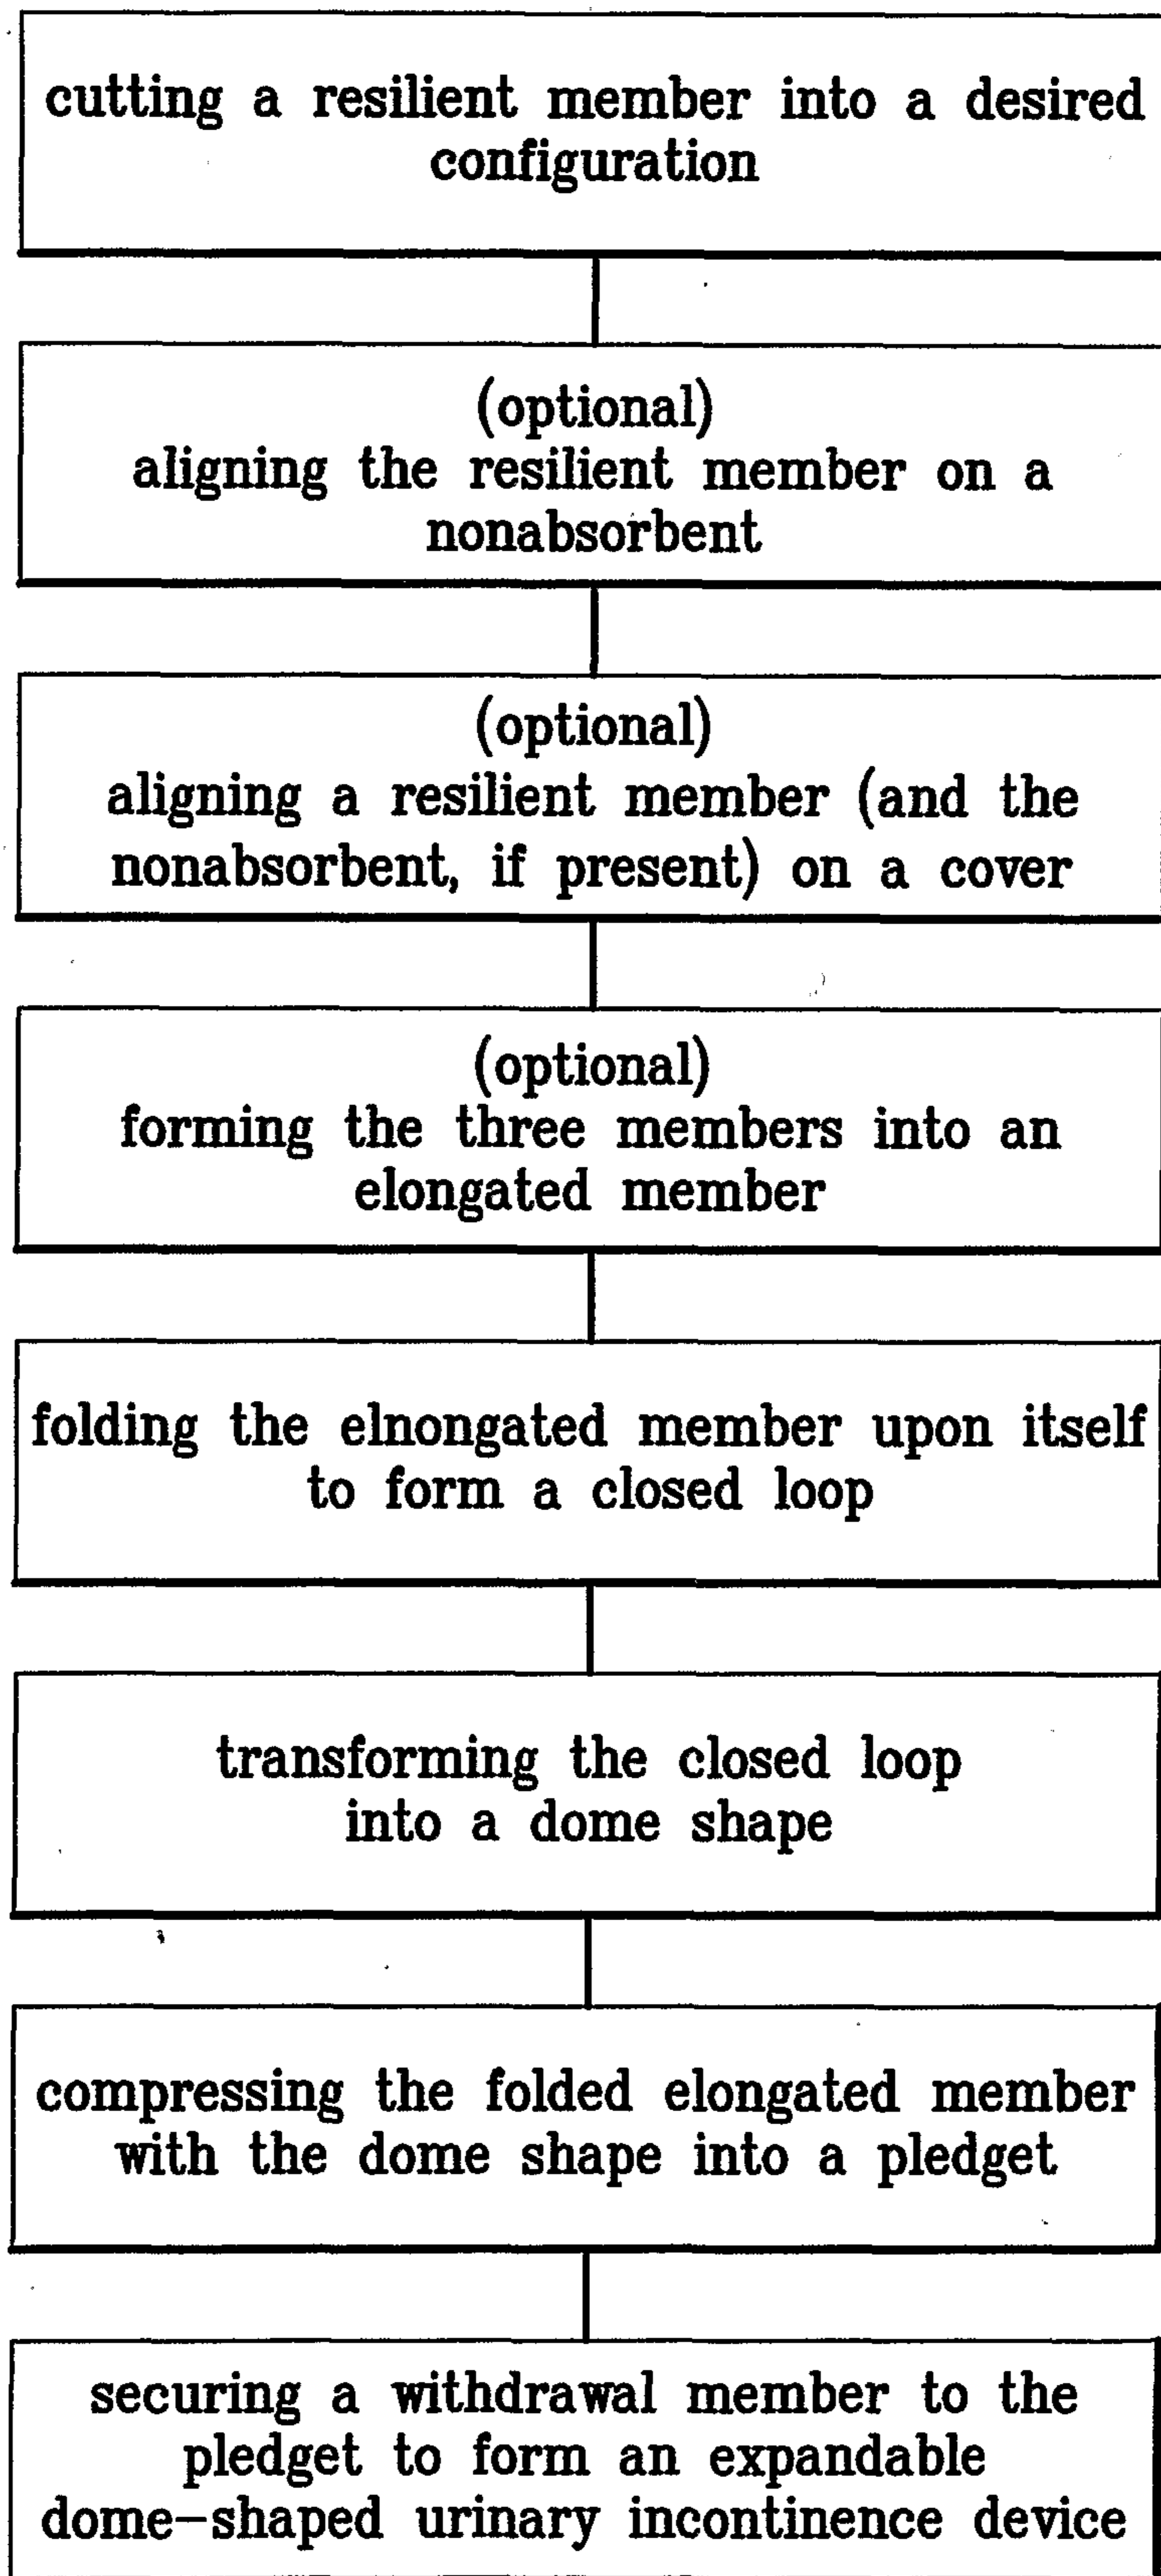 cutting a resilient member into a desired
configuration
(optional)
aligning the resilient member on a
nonabsorbent
(optional)
aligning a resilient member (and the
nonabsorbent, if present) on a cover
(optional)
forming the three members into an
elongated member
folding the elnongated member upon itself
to form a closed loop
transforming the closed loop
into a dome shape
compressing the folded elongated member
with the dome shape into a pledget
securing a withdrawal member to the
pledget to form an expandable
dome-shaped urinary incontinence device